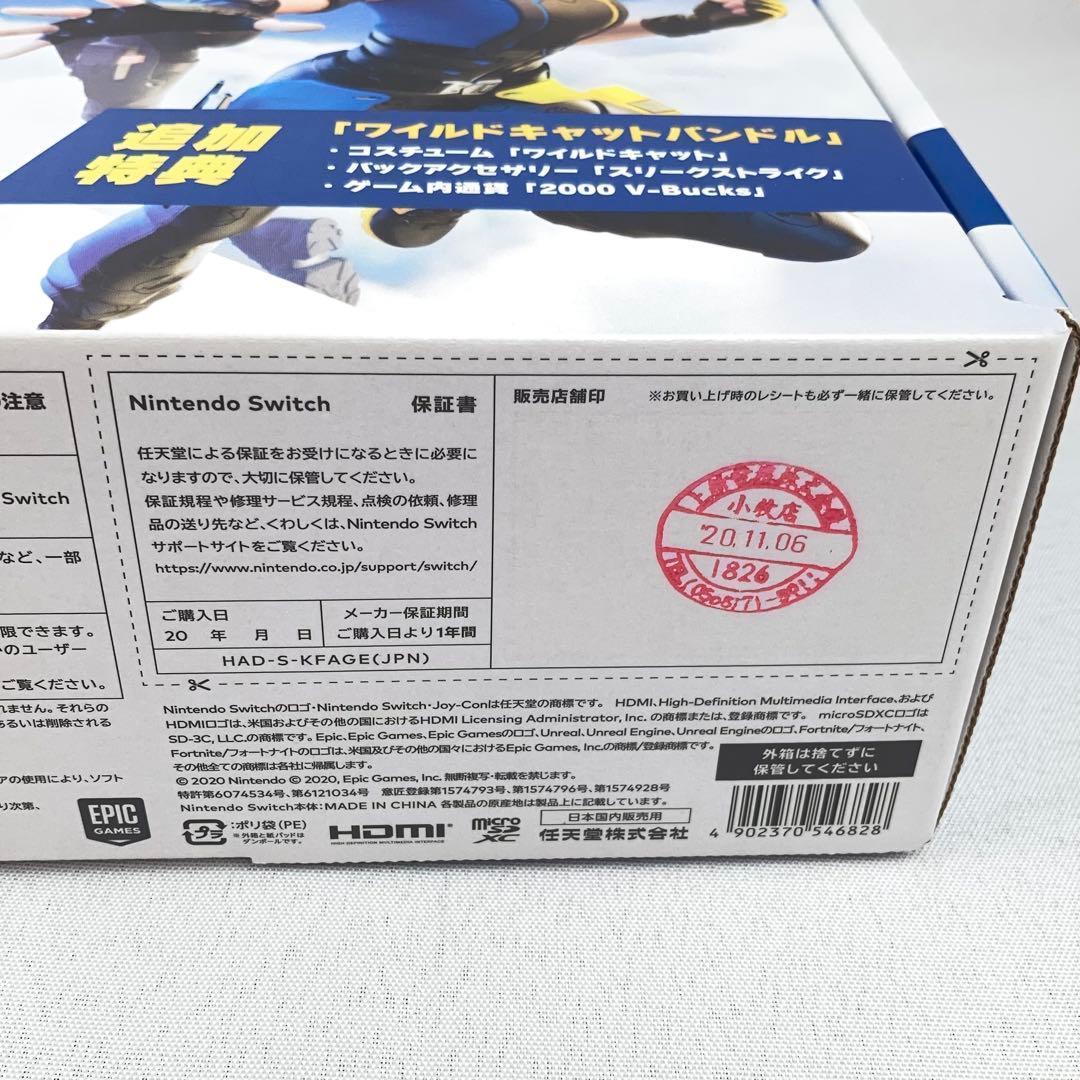 追加
特典
「ワイルドキャットバンドル」
・コスチューム「ワイルドキャット」
・バックアクセサリー「スリークストライク」
・ゲーム内通貨「2000 V-Bucks」
注意
Switch
など、一部
限できます。
のユーザー
ご覧ください。
れません。それらの
あるいは削除される
アの使用により、ソフト
り次第、
Nintendo Switch 保証書
任天堂による保証をお受けになるときに必要に
なりますので、大切に保管してください。
保証規程や修理サービス規程、点検の依頼、修理
品の送り先など、くわしくは、Nintendo Switch
サポートサイトをご覧ください。
https://www.nintendo.co.jp/support/switch/
ご購入日
20 年 月 日
メーカー保証期間
ご購入日より1年間
HAD-S-KFAGE(JPN)
販売店舗印 ※お買い上げ時のレシートも必ず一緒に保管してください。
小牧店
'20.11.06
1826
Nintendo Switchのロゴ・Nintendo Switch・Joy-Conは任天堂の商標です。 HDMI、High-Definition Multimedia Interface、および
HDMIロゴは、米国およびその他の国におけるHDMI Licensing Administrator, Inc. の商標または、登録商標です。 microSDXCロゴは
SD-3C, LLC.の商標です。Epic、Epic Games、Epic Gamesのロゴ、Unreal、Unreal Engine、Unreal Engineのロゴ、Fortnite/フォートナイト、
Fortnite/フォートナイトのロゴは、米国及びその他の国々におけるEpic Games, Inc.の商標/登録商標です。
その他全ての商標は各社に帰属します。
© 2020 Nintendo © 2020, Epic Games, Inc. 無断複写・転載を禁じます。
特許第6074534号、第6121034号 意匠登録第1574793号、第1574796号、第1574928号
Nintendo Switch本体:MADE IN CHINA 各製品の原産地は製品上に記載しています。
外箱は捨てずに
保管してください
EPIC
GAMES
プラ
:ポリ袋(PE)
※外箱と紙パッドは
ダンボールです。
HDMI
HIGH-DEFINITION MULTIMEDIA INTERFACE
micro
SD
XC
日本国内販売用
任天堂株式会社
4 902370 546828